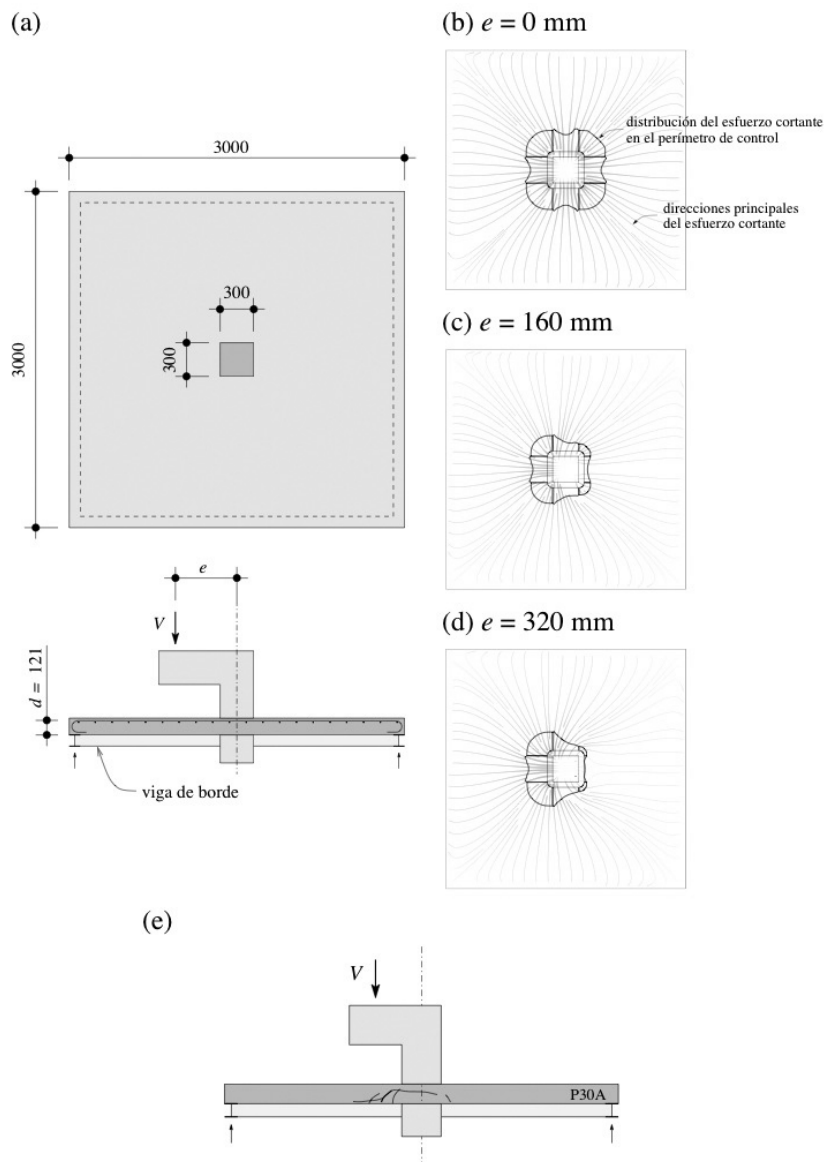 (a)
3000
3000
300
300
e
V
d = 121
viga de borde
(b) e = 0 mm
distribución del esfuerzo cortante
en el perímetro de control
direcciones principales
del esfuerzo cortante
(c) e = 160 mm
(d) e = 320 mm
(e)
V
P30A